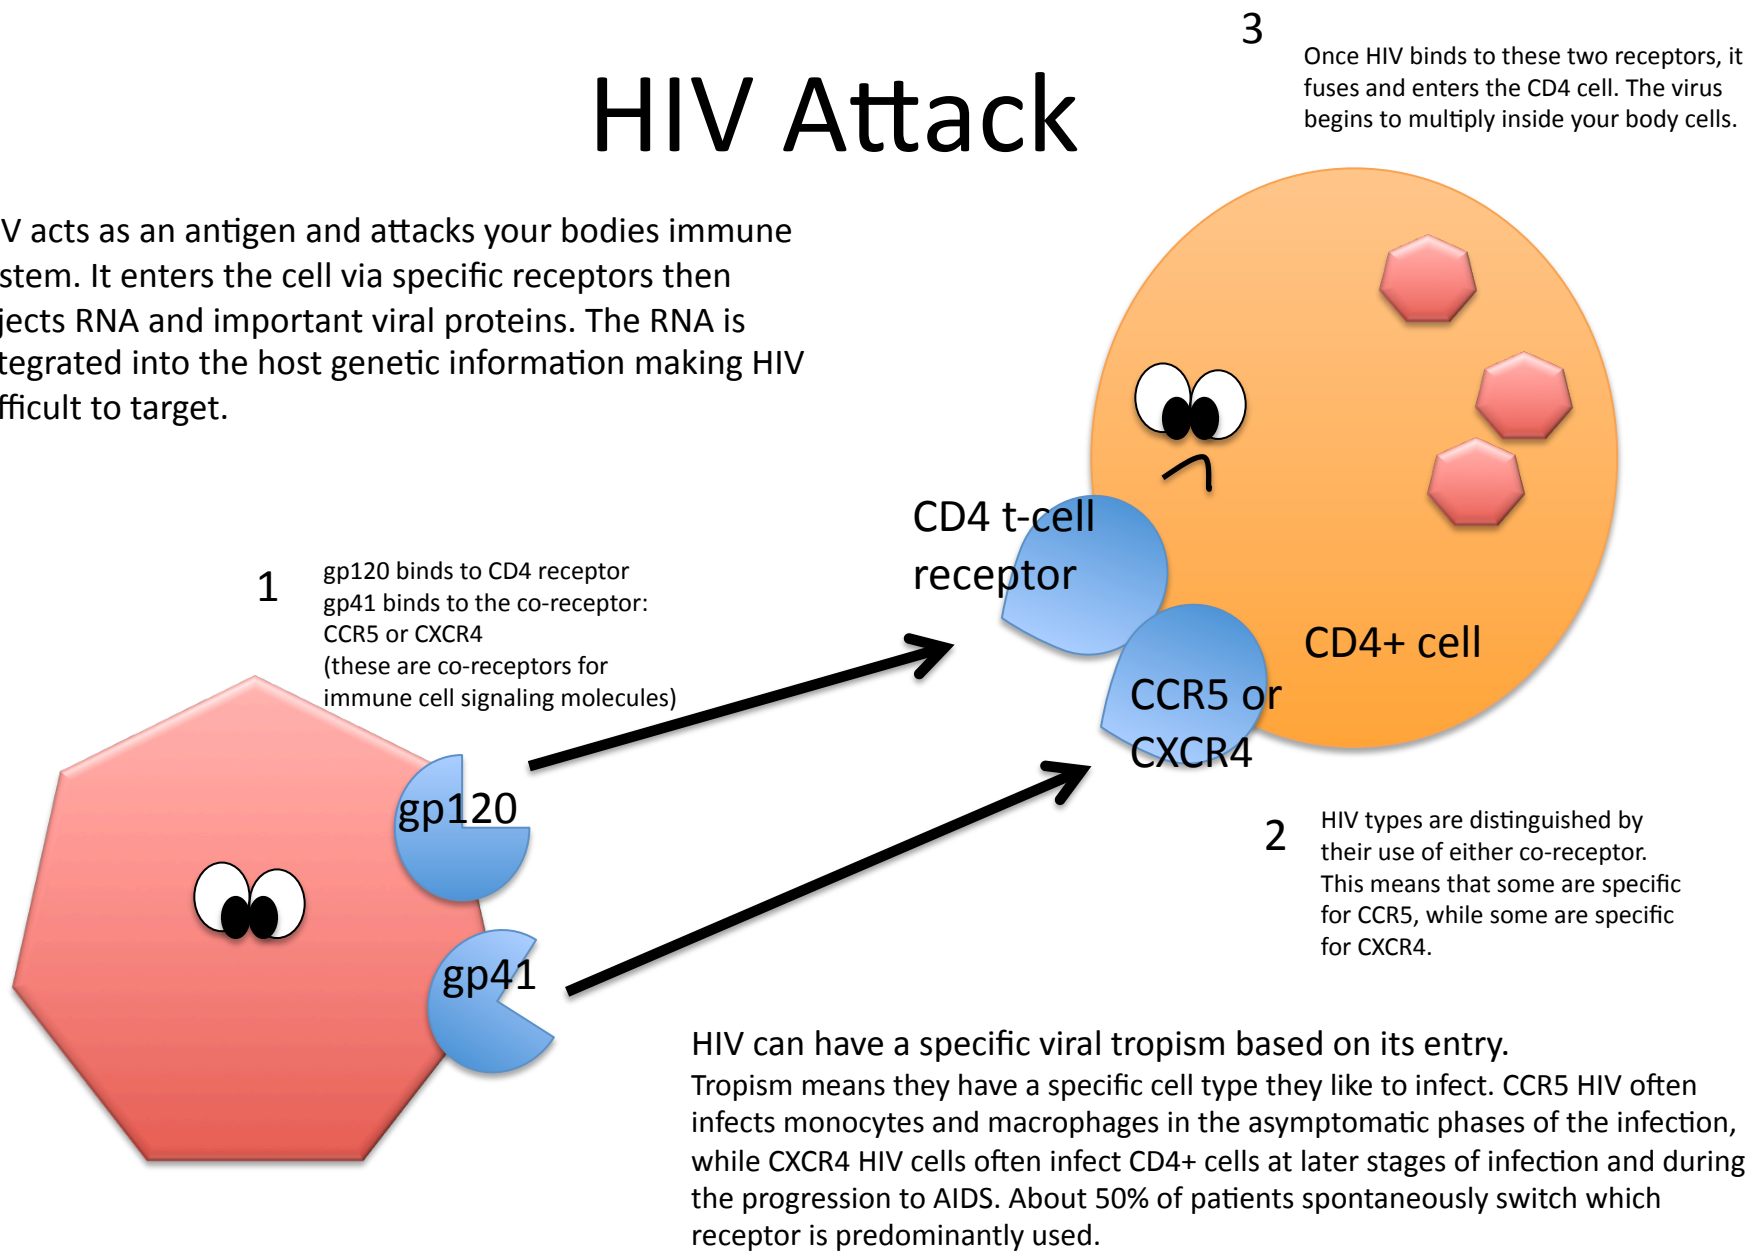 HIV Attack
V acts as an antigen and attacks your bodies immune
stem. It enters the cell via specific receptors then
jects RNA and important viral proteins. The RNA is
tegrated into the host genetic information making HIV
fficult to target.
3
Once HIV binds to these two receptors, it
fuses and enters the CD4 cell. The virus
begins to multiply inside your body cells.
1
gp120 binds to CD4 receptor
gp41 binds to the co-receptor:
CCR5 or CXCR4
(these are co-receptors for
immune cell signaling molecules)
CD4 t-cell
receptor
CD4+ cell
CCR5 or
CXCR4
gp120
gp41
2
HIV types are distinguished by
their use of either co-receptor.
This means that some are specific
for CCR5, while some are specific
for CXCR4.
HIV can have a specific viral tropism based on its entry.
Tropism means they have a specific cell type they like to infect. CCR5 HIV often
infects monocytes and macrophages in the asymptomatic phases of the infection,
while CXCR4 HIV cells often infect CD4+ cells at later stages of infection and during
the progression to AIDS. About 50% of patients spontaneously switch which
receptor is predominantly used.